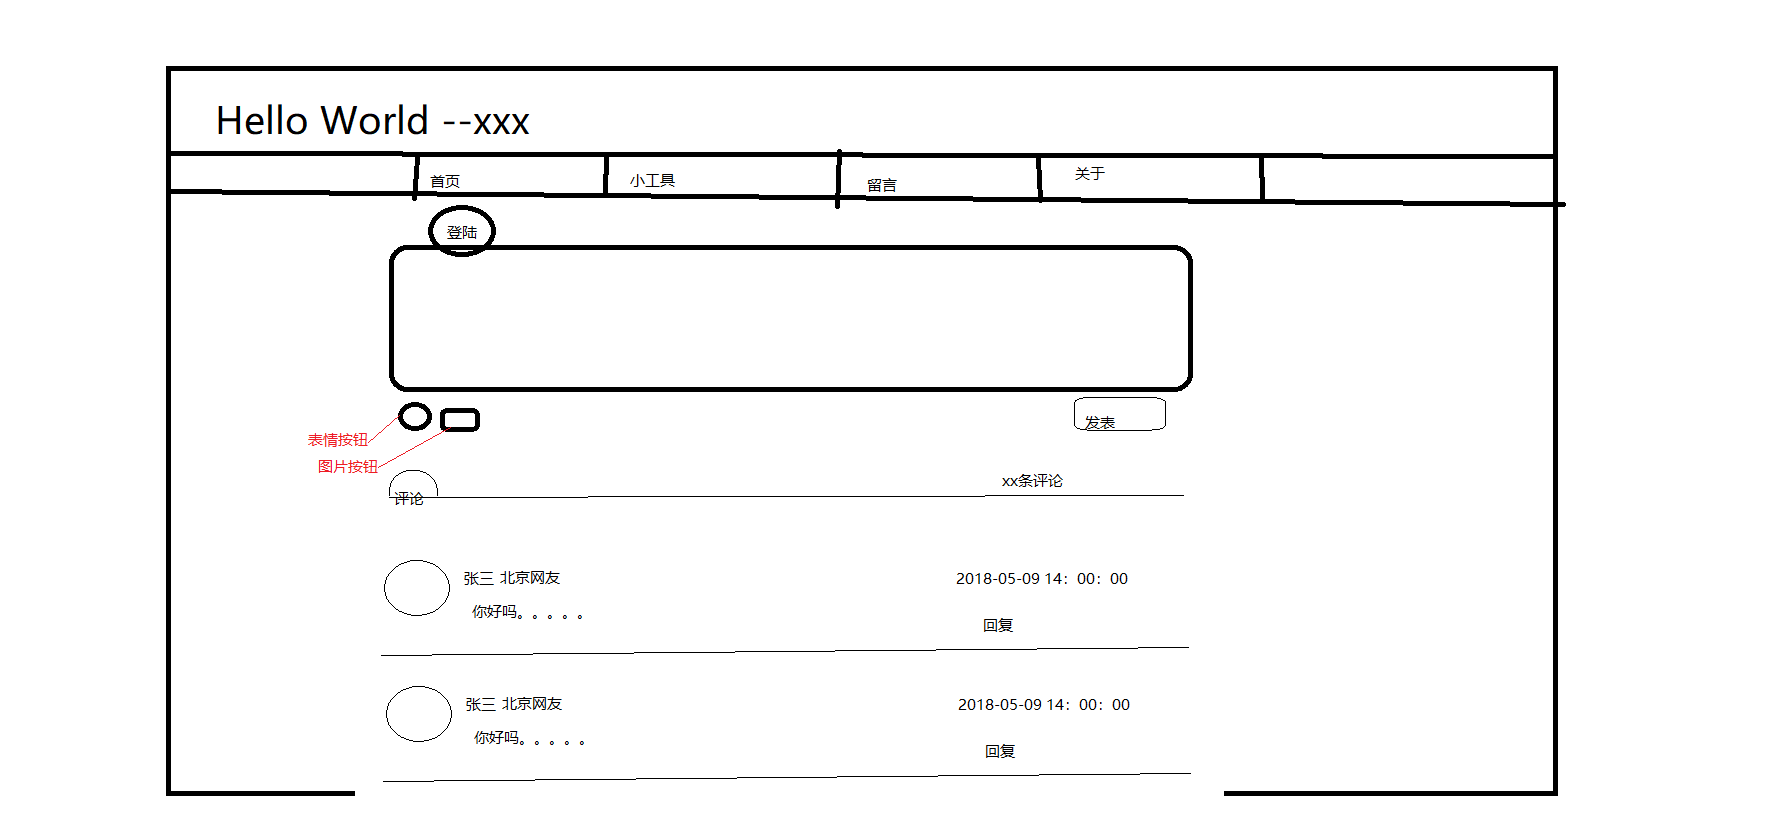 Hello World --xxx
首页 小工具 留言 关于
登陆
发表
表情按钮
图片按钮
评论 xx条评论
张三 北京网友 2018-05-09 14：00：00
你好吗。。。。。
回复
张三 北京网友 2018-05-09 14：00：00
你好吗。。。。。
回复